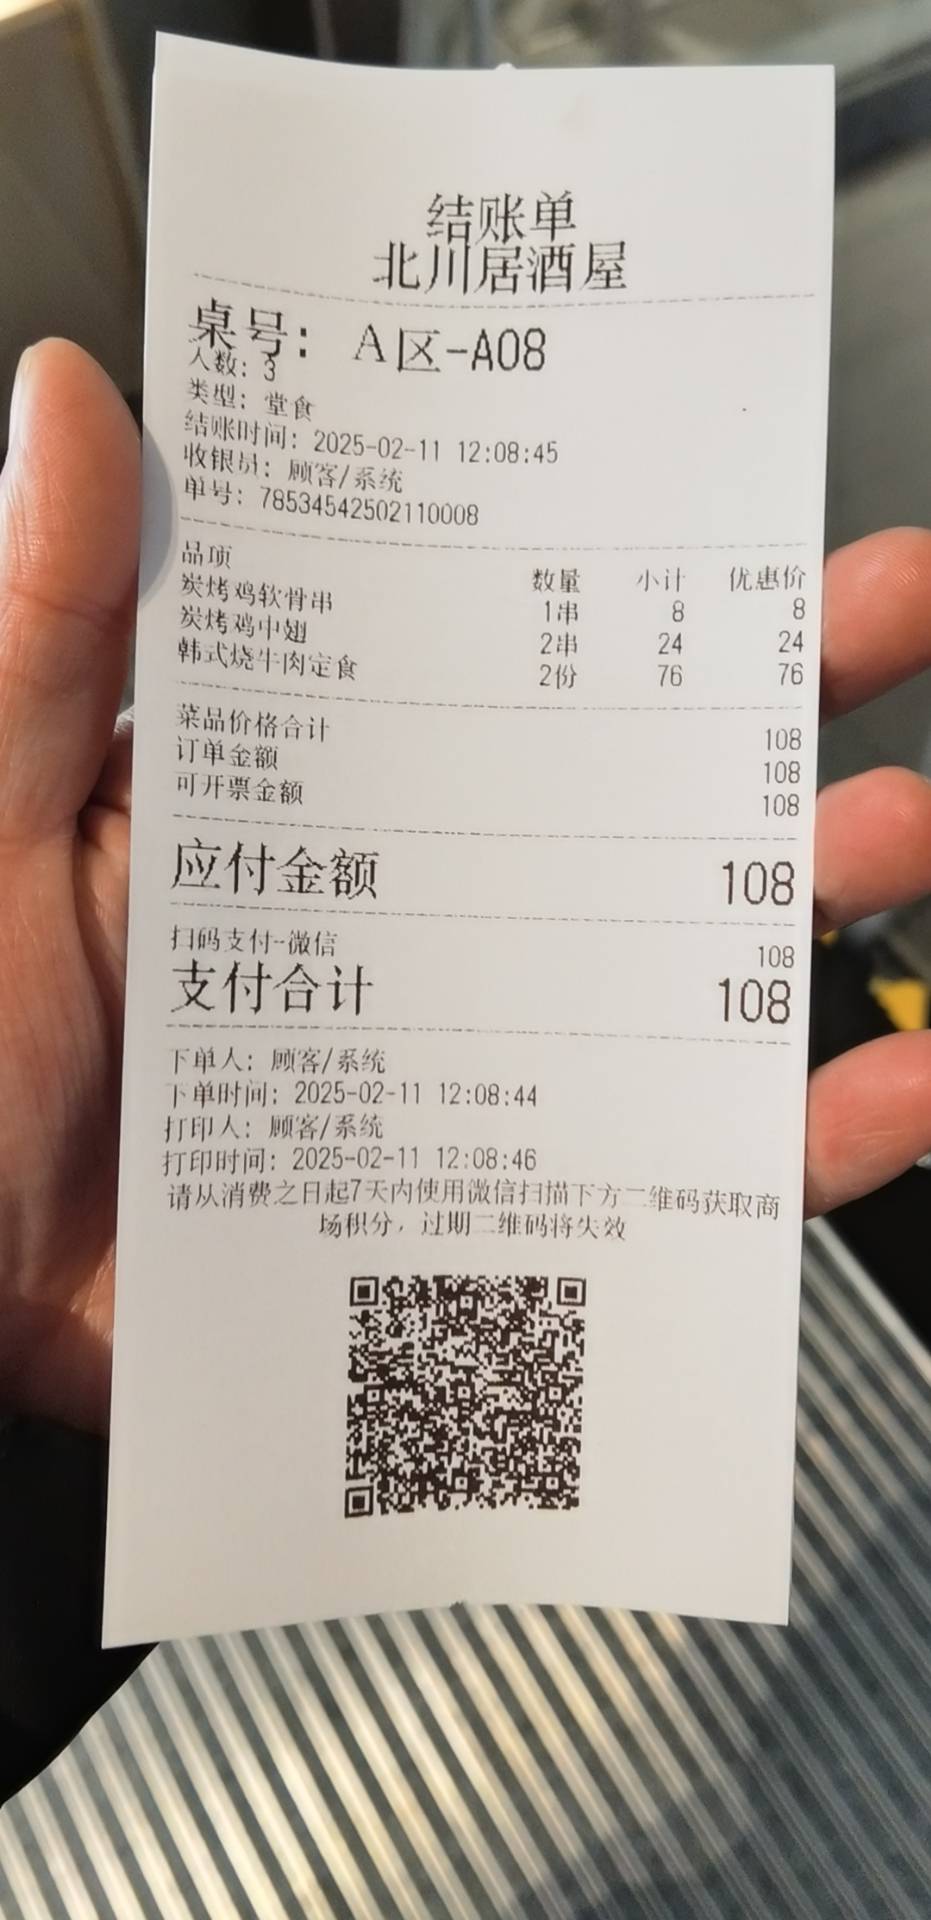 结账单
北川居酒屋
桌号: A区-A08
人数: 3
类型: 堂食
结账时间: 2025-02-11 12:08:45
收银员: 顾客/系统
单号: 78534542502110008
品项 数量 小计 优惠价
炭烤鸡软骨串 1串 8 8
炭烤鸡中翅 2串 24 24
韩式烧牛肉定食 2份 76 76
菜品价格合计 108
订单金额 108
可开票金额 108
应付金额 108
扫码支付-微信 108
支付合计 108
下单人: 顾客/系统
下单时间: 2025-02-11 12:08:44
打印人: 顾客/系统
打印时间: 2025-02-11 12:08:46
请从消费之日起7天内使用微信扫描下方二维码获取商
场积分，过期二维码将失效